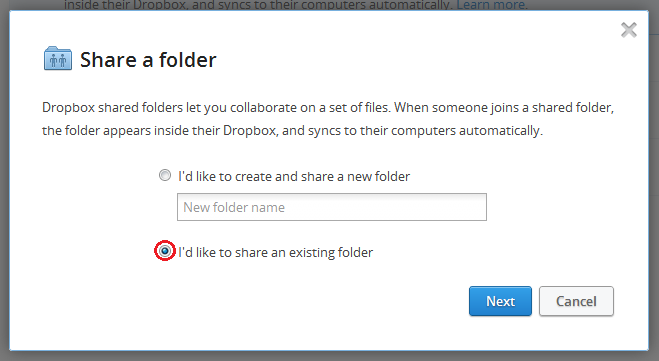 inside their Dropbox, and syncs to their computers automatically. Learn more.
Share a folder
Dropbox shared folders let you collaborate on a set of files. When someone joins a shared folder,
the folder appears inside their Dropbox, and syncs to their computers automatically.
I'd like to create and share a new folder
New folder name
I'd like to share an existing folder
Next
Cancel